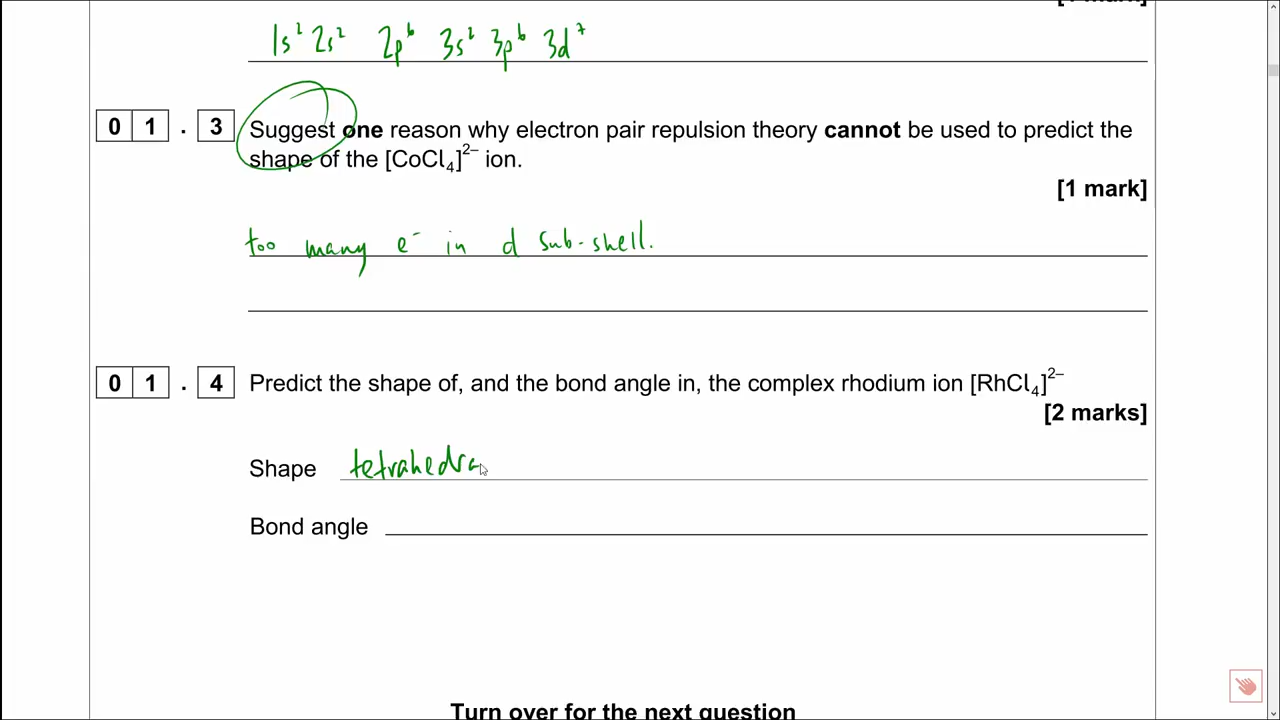 1s² 2s² 2p⁶ 3s² 3p⁶ 3d⁷
0 1 . 3 Suggest one reason why electron pair repulsion theory cannot be used to predict the
shape of the [CoCl₄]²⁻ ion.
[1 mark]
too many e⁻ in d sub-shell.
0 1 . 4 Predict the shape of, and the bond angle in, the complex rhodium ion [RhCl₄]²⁻
[2 marks]
Shape tetrahedra
Bond angle
Turn over for the next question